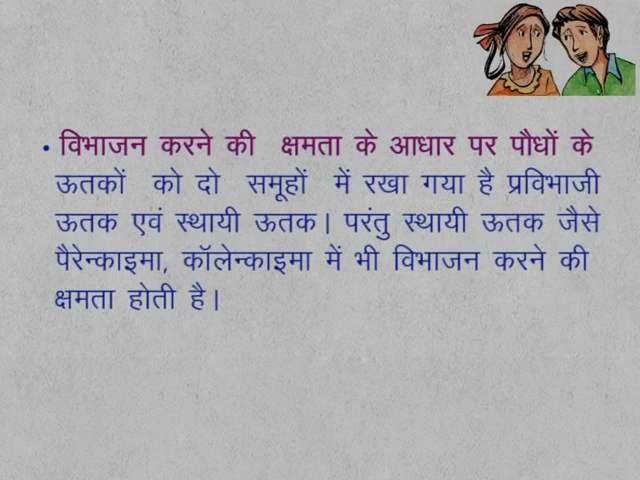 • विभाजन करने की क्षमता के आधार पर पौधों के
ऊतकों को दो समूहों में रखा गया है प्रविभाजी
ऊतक एवं स्थायी ऊतक। परंतु स्थायी ऊतक जैसे
पैरेन्काइमा, कॉलेन्काइमा में भी विभाजन करने की
क्षमता होती है।